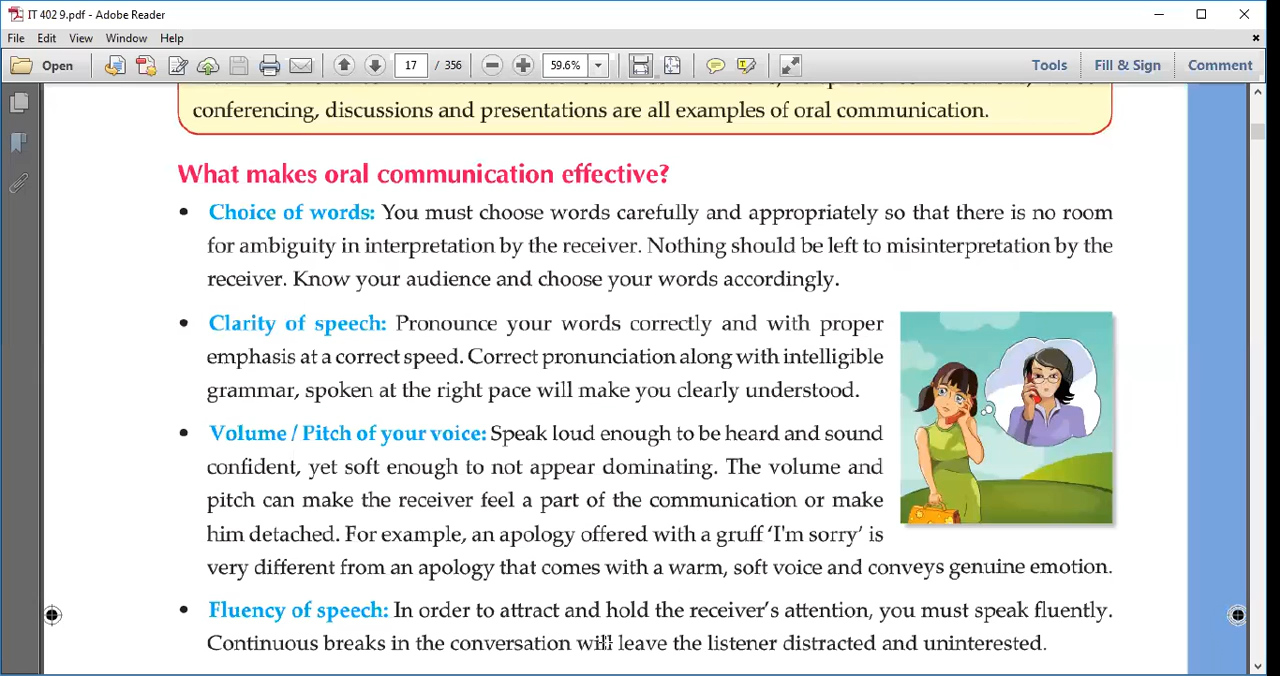 IT 402 9.pdf - Adobe Reader
File Edit View Window Help
Open 17 / 356 59.6% Tools Fill & Sign Comment
conferencing, discussions and presentations are all examples of oral communication.
What makes oral communication effective?
• Choice of words: You must choose words carefully and appropriately so that there is no room
for ambiguity in interpretation by the receiver. Nothing should be left to misinterpretation by the
receiver. Know your audience and choose your words accordingly.
• Clarity of speech: Pronounce your words correctly and with proper
emphasis at a correct speed. Correct pronunciation along with intelligible
grammar, spoken at the right pace will make you clearly understood.
• Volume / Pitch of your voice: Speak loud enough to be heard and sound
confident, yet soft enough to not appear dominating. The volume and
pitch can make the receiver feel a part of the communication or make
him detached. For example, an apology offered with a gruff ‘I'm sorry’ is
very different from an apology that comes with a warm, soft voice and conveys genuine emotion.
• Fluency of speech: In order to attract and hold the receiver’s attention, you must speak fluently.
Continuous breaks in the conversation will leave the listener distracted and uninterested.